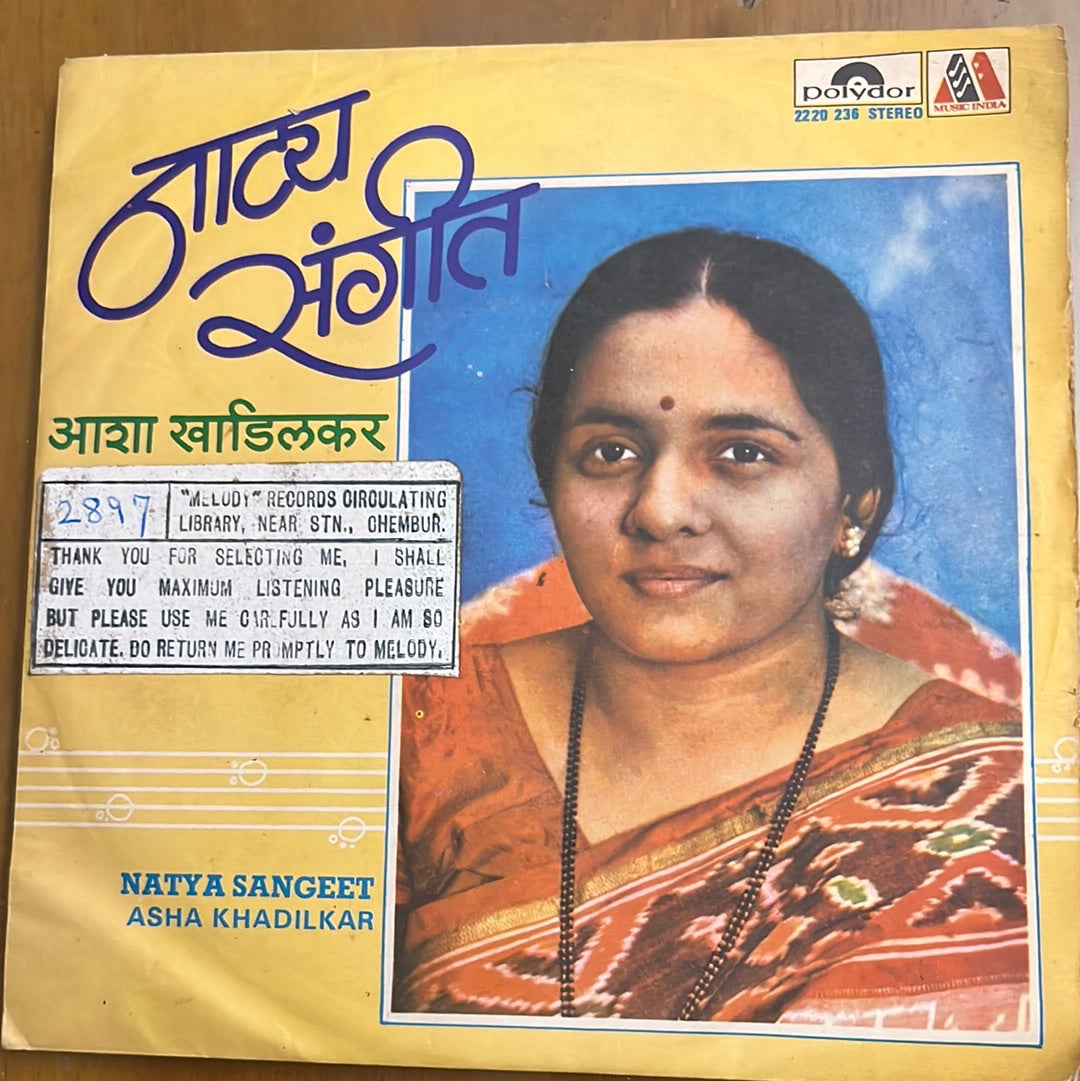 polydor
2220 236 STEREO
MUSIC INDIA
नाट्य
संगीत
आशा खाडिलकर
2897
"MELODY" RECORDS CIRCULATING
LIBRARY, NEAR STN., CHEMBUR.
THANK YOU FOR SELECTING ME, I SHALL
GIVE YOU MAXIMUM LISTENING PLEASURE
BUT PLEASE USE ME CAREFULLY AS I AM SO
DELICATE. DO RETURN ME PROMPTLY TO MELODY.
NATYA SANGEET
ASHA KHADILKAR